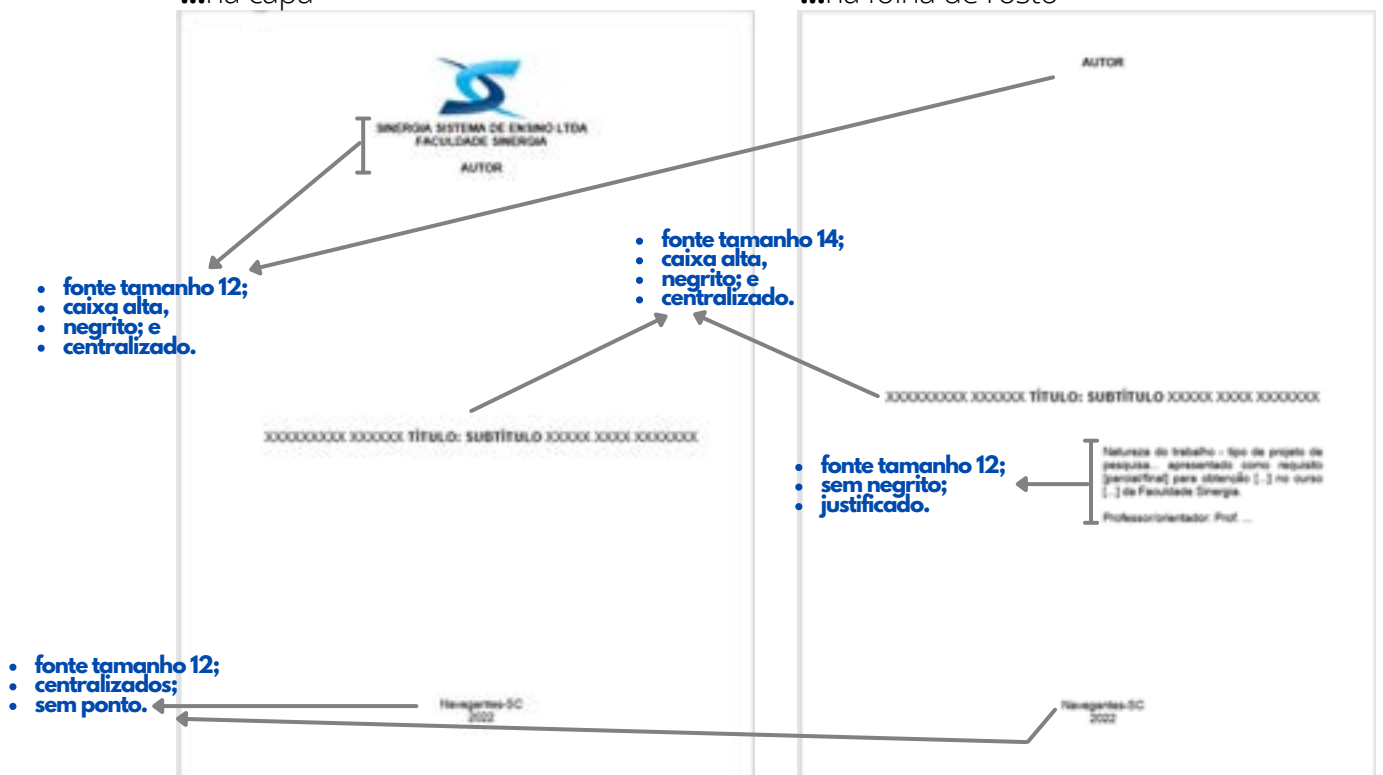 ...na capa
...na folha de rosto
SINERGIA SISTEMA DE ENSINO LTDA
FACULDADE SINERGIA
AUTOR
AUTOR
• fonte tamanho 12;
• caixa alta,
• negrito; e
• centralizado.
• fonte tamanho 14;
• caixa alta,
• negrito; e
• centralizado.
XXXXXXXXX XXXXXX TÍTULO: SUBTÍTULO XXXXX XXXX XXXXXXX
XXXXXXXXX XXXXXX TÍTULO: SUBTÍTULO XXXXX XXXX XXXXXXX
• fonte tamanho 12;
• sem negrito;
• justificado.
Natureza do trabalho - tipo de projeto de
pesquisa... apresentado como requisito
[parcial/final] para obtenção [...] no curso
[...] da Faculdade Sinergia.
Professor/orientador: Prof. ...
• fonte tamanho 12;
• centralizados;
• sem ponto.
Navegantes-SC
2022
Navegantes-SC
2022